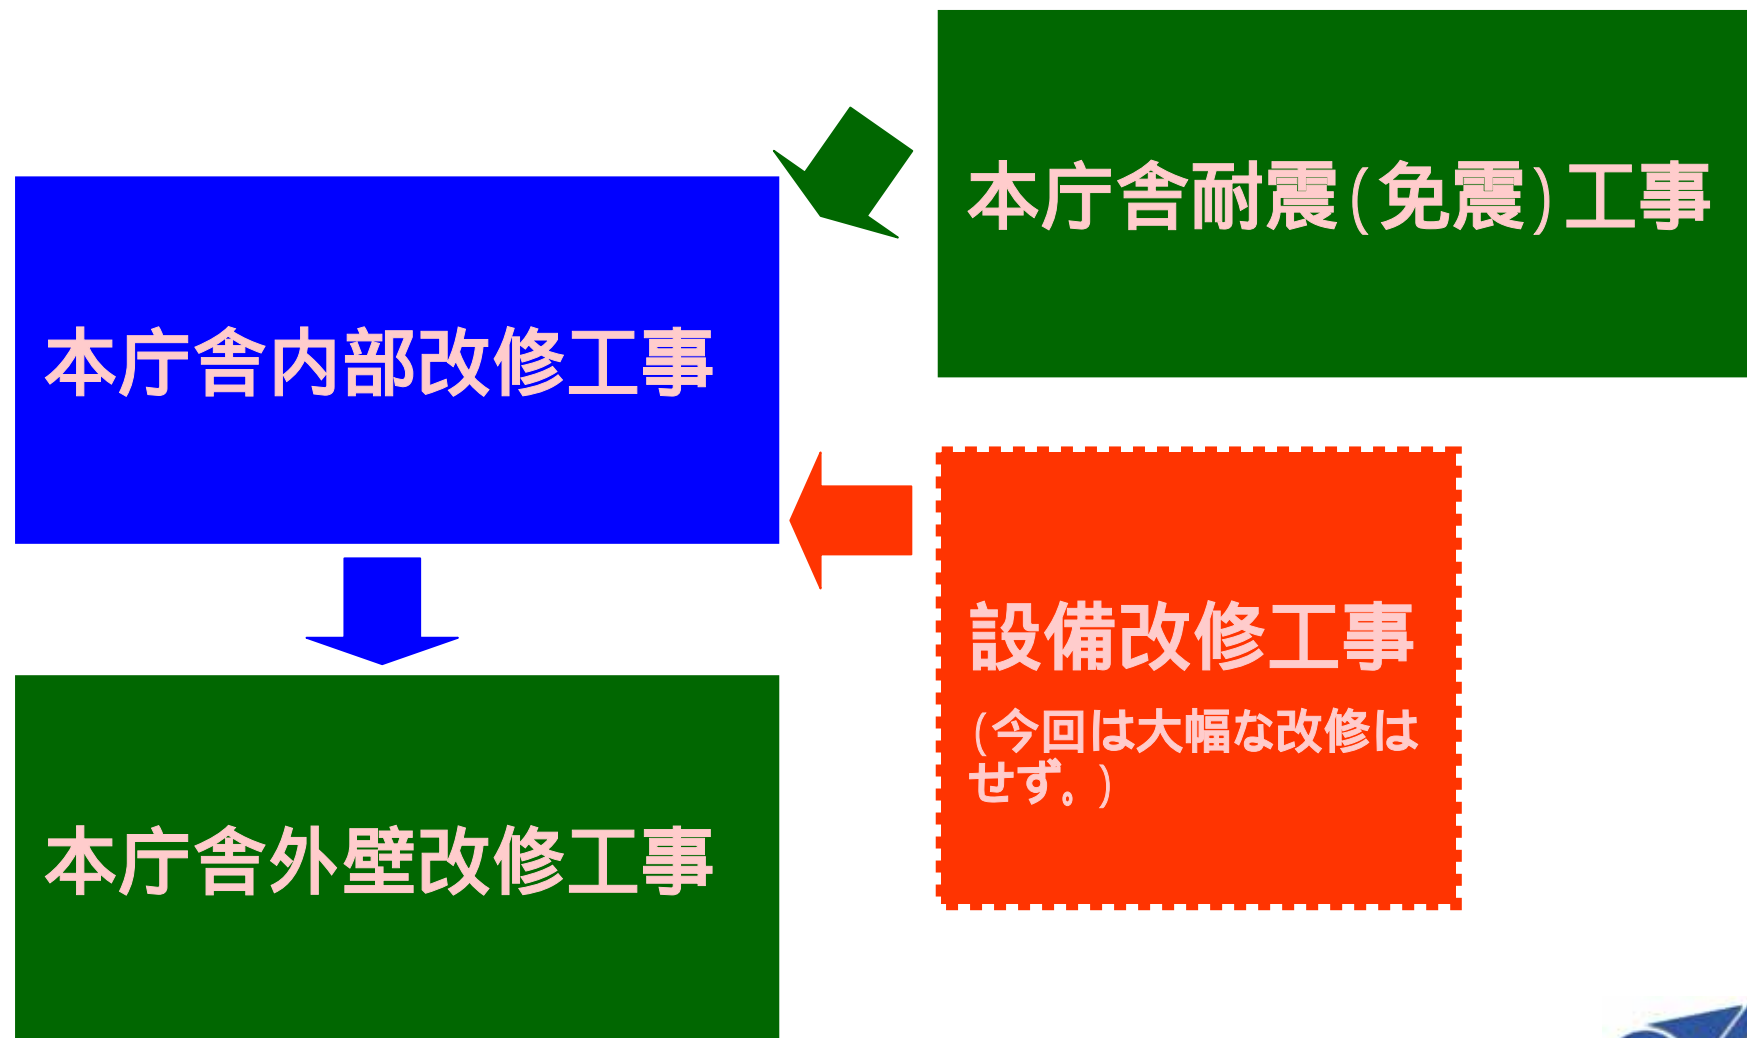 本庁舎耐震(免震)工事
本庁舎内部改修工事
設備改修工事
(今回は大幅な改修は
せず。)
本庁舎外壁改修工事